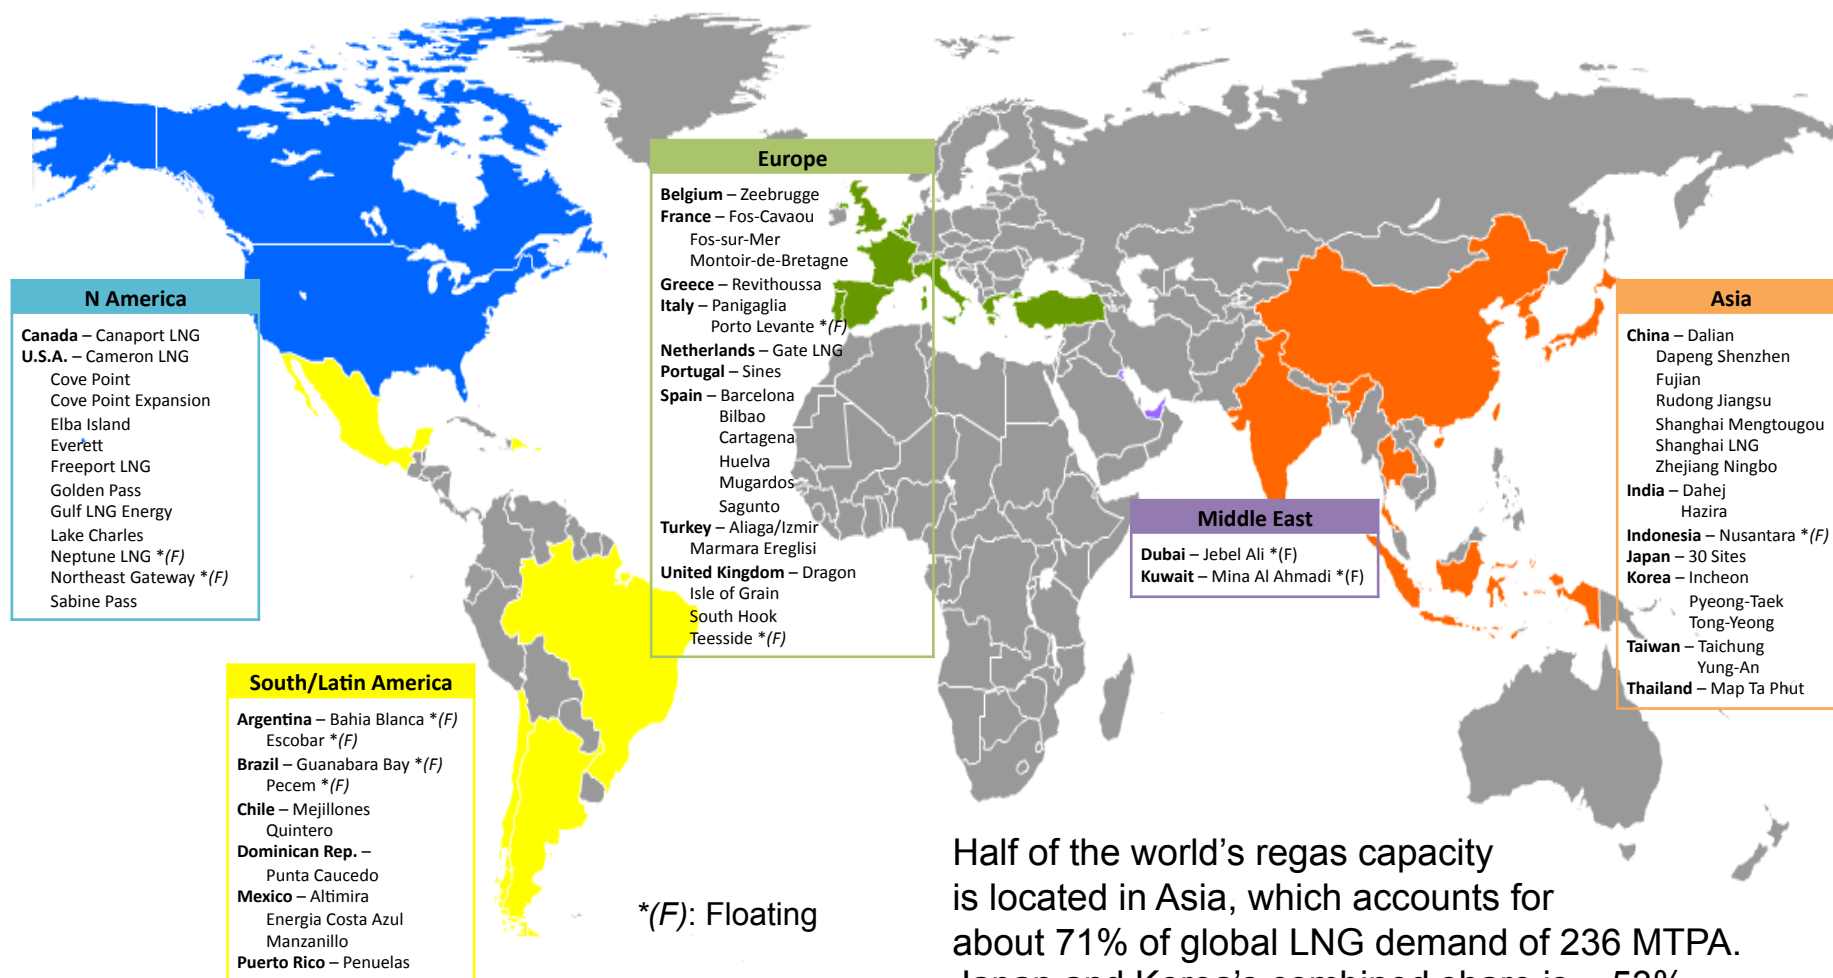 Europe
Belgium – Zeebrugge
France – Fos-Cavaou
Fos-sur-Mer
Montoir-de-Bretagne
Greece – Revithoussa
Italy – Panigaglia
Porto Levante *(F)
Netherlands – Gate LNG
Portugal – Sines
Spain – Barcelona
Bilbao
Cartagena
Huelva
Mugardos
Sagunto
Turkey – Aliaga/Izmir
Marmara Ereglisi
United Kingdom – Dragon
Isle of Grain
South Hook
Teesside *(F)
N America
Canada – Canaport LNG
U.S.A. – Cameron LNG
Cove Point
Cove Point Expansion
Elba Island
Everett
Freeport LNG
Golden Pass
Gulf LNG Energy
Lake Charles
Neptune LNG *(F)
Northeast Gateway *(F)
Sabine Pass
Asia
China – Dalian
Dapeng Shenzhen
Fujian
Rudong Jiangsu
Shanghai Mengtougou
Shanghai LNG
Zhejiang Ningbo
India – Dahej
Hazira
Indonesia – Nusantara *(F)
Japan – 30 Sites
Korea – Incheon
Pyeong-Taek
Tong-Yeong
Taiwan – Taichung
Yung-An
Thailand – Map Ta Phut
Middle East
Dubai – Jebel Ali *(F)
Kuwait – Mina Al Ahmadi *(F)
South/Latin America
Argentina – Bahia Blanca *(F)
Escobar *(F)
Brazil – Guanabara Bay *(F)
Pecem *(F)
Chile – Mejillones
Quintero
Dominican Rep. –
Punta Caucedo
Mexico – Altimira
Energia Costa Azul
Manzanillo
Puerto Rico – Penuelas
*(F): Floating
Half of the world's regas capacity
is located in Asia, which accounts for
about 71% of global LNG demand of 236 MTPA.
Japan and Korea's combined share is 53%